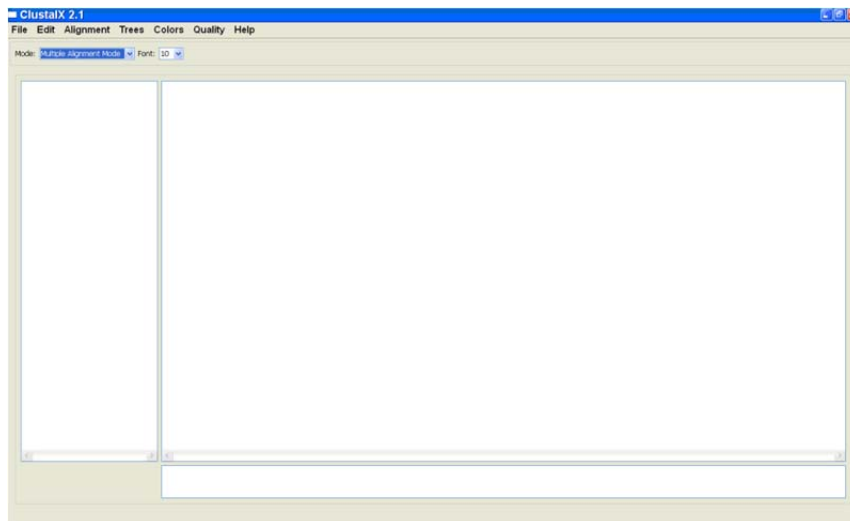 ClustalX 2.1
File Edit Alignment Trees Colors Quality Help
Mode: Multiple Alignment Mode Font: 10